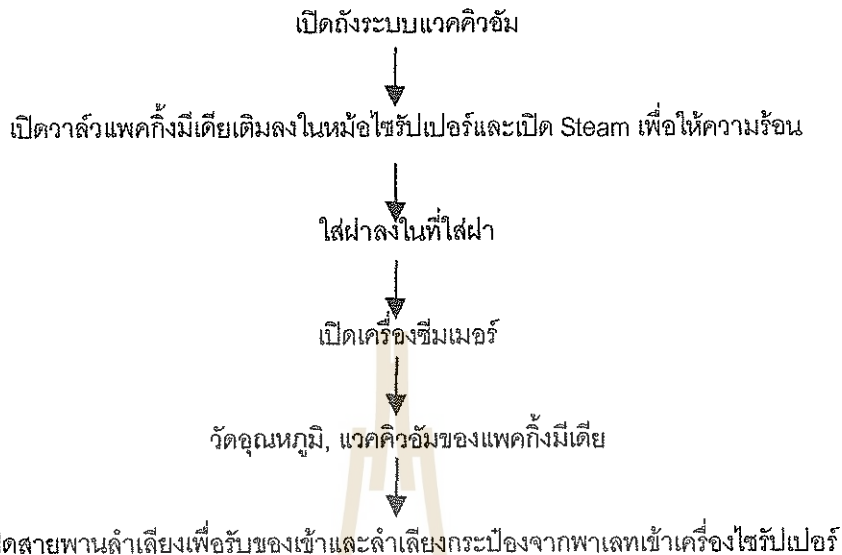 เปิดถังระบบแวคคิวอัม
เปิดวาล์วแพคกิ้งมีเดียเติมลงในหม้อไซรัปเปอร์และเปิด Steam เพื่อให้ความร้อน
ใส่ฝาลงในที่ใส่ฝา
เปิดเครื่องซีมเมอร์
วัดอุณหภูมิ, แวคคิวอัมของแพคกิ้งมีเดีย
ปิดสายพานลำเลียงเพื่อรับของเข้าและลำเลียงกระป๋องจากพาเลทเข้าเครื่องไซรัปเปอร์